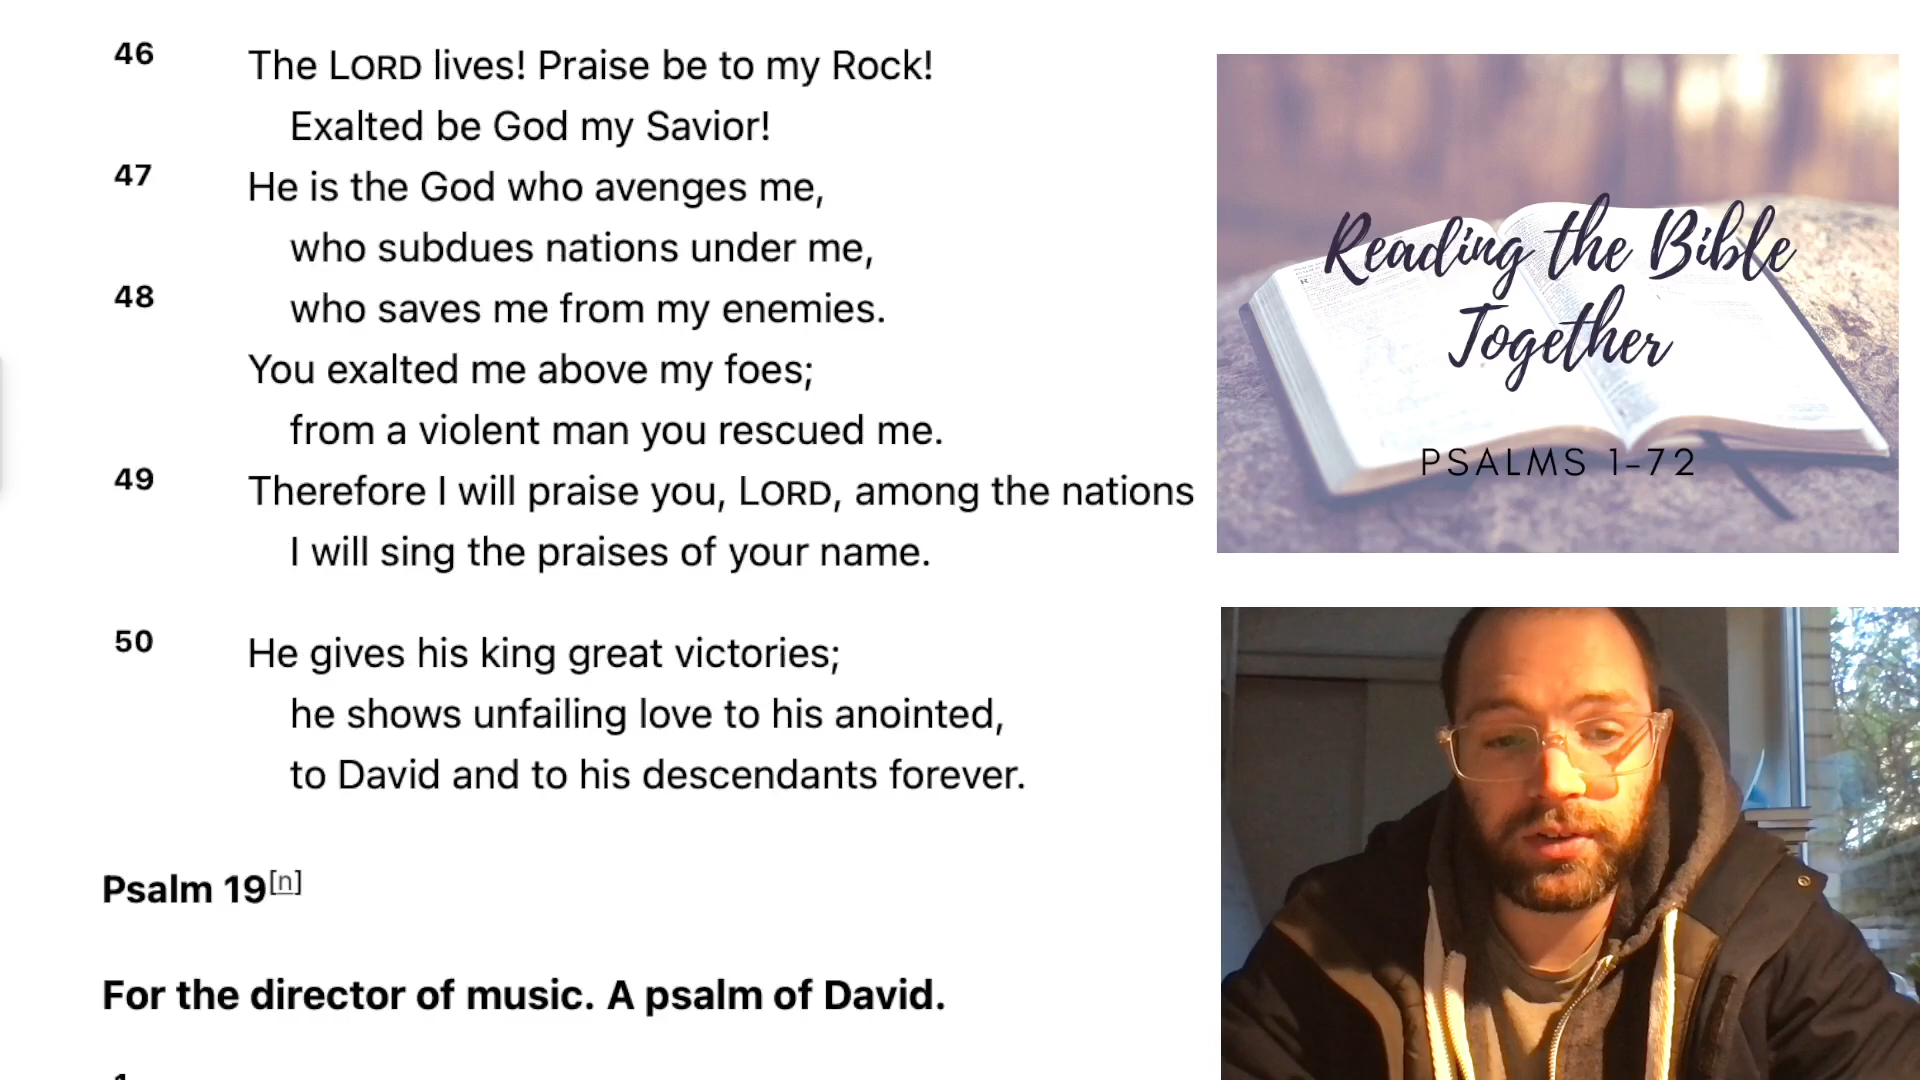 46 The LORD lives! Praise be to my Rock!
Exalted be God my Savior!
47 He is the God who avenges me,
who subdues nations under me,
48 who saves me from my enemies.
You exalted me above my foes;
from a violent man you rescued me.
49 Therefore I will praise you, LORD, among the nations
I will sing the praises of your name.
50 He gives his king great victories;
he shows unfailing love to his anointed,
to David and to his descendants forever.
Psalm 19[n]
For the director of music. A psalm of David.
Reading the Bible
Together
PSALMS 1-72